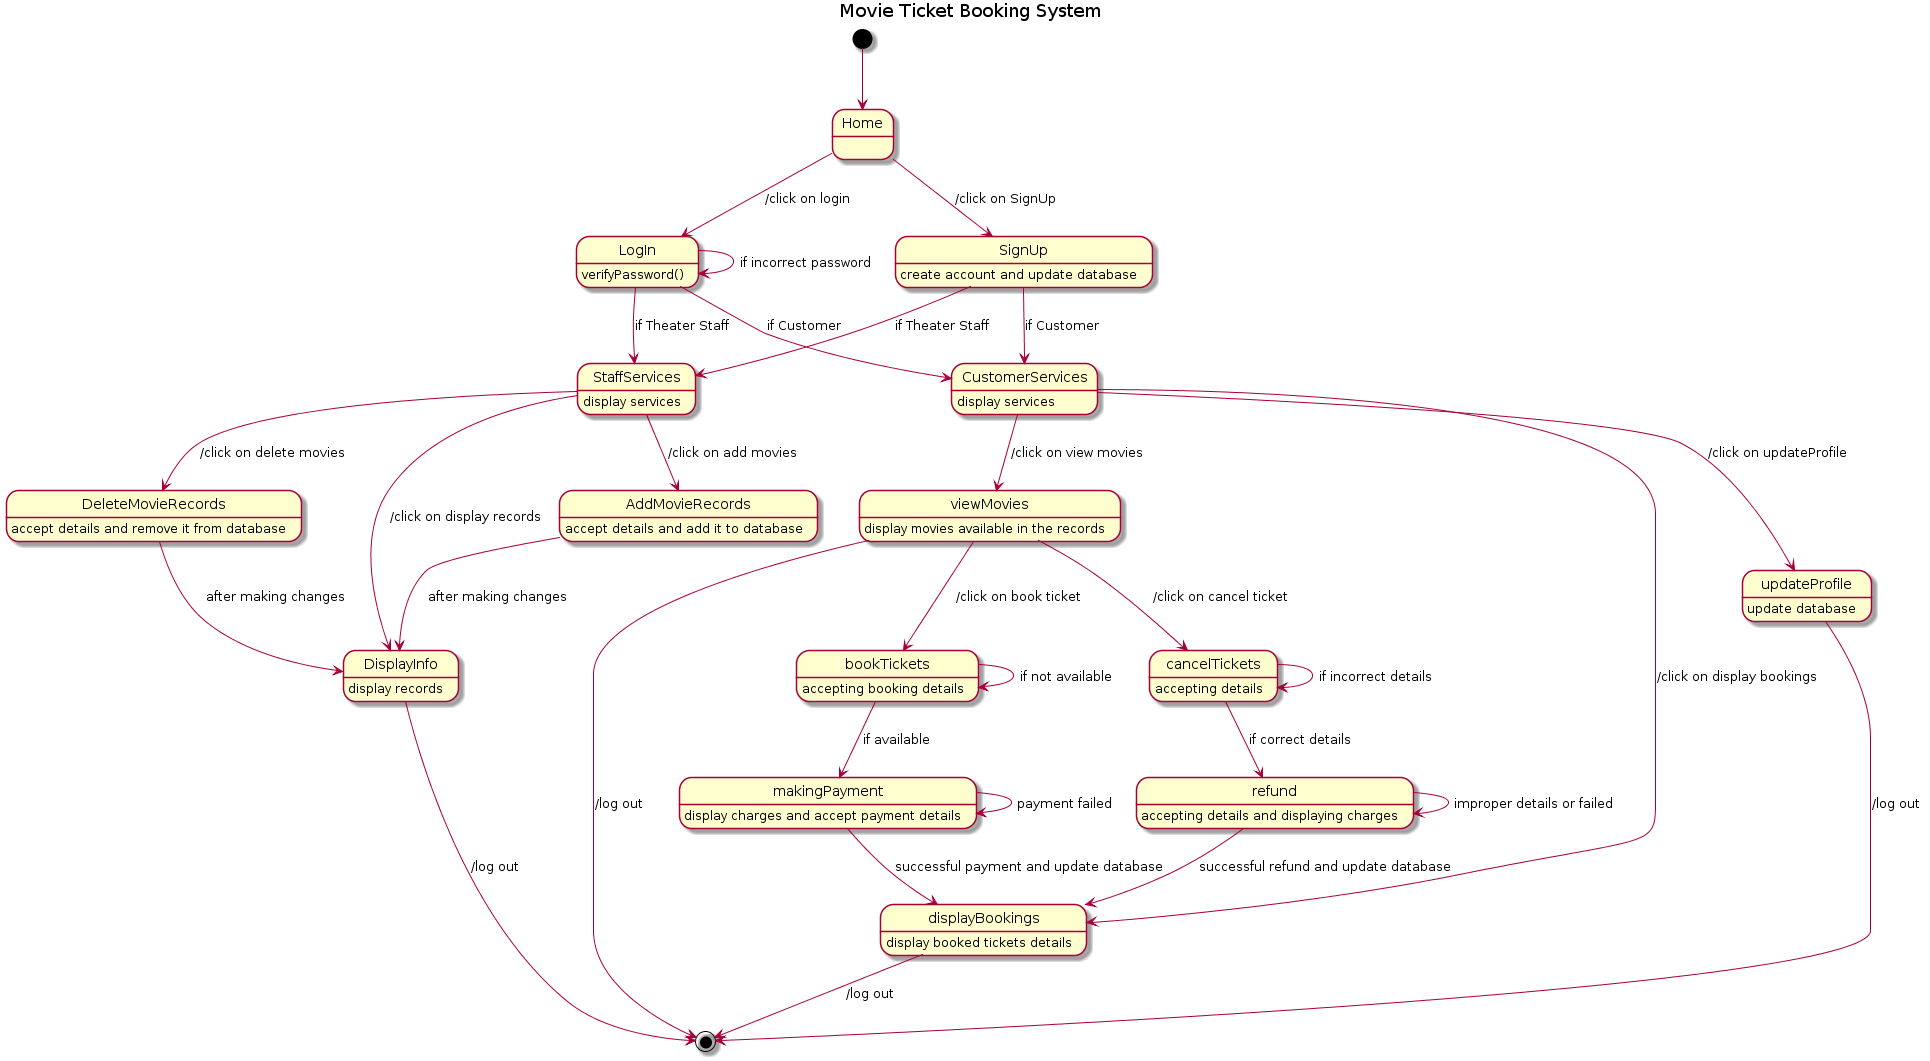 Movie Ticket Booking System
Home
/click on login
/click on SignUp
LogIn
verifyPassword()
if incorrect password
SignUp
create account and update database
if Theater Staff
if Customer
if Theater Staff
if Customer
StaffServices
display services
CustomerServices
display services
/click on delete movies
/click on add movies
/click on view movies
/click on updateProfile
DeleteMovieRecords
accept details and remove it from database
/click on display records
AddMovieRecords
accept details and add it to database
viewMovies
display movies available in the records
after making changes
after making changes
/click on book ticket
/click on cancel ticket
updateProfile
update database
DisplayInfo
display records
bookTickets
accepting booking details
if not available
cancelTickets
accepting details
if incorrect details
/click on display bookings
if available
if correct details
/log out
makingPayment
display charges and accept payment details
payment failed
refund
accepting details and displaying charges
improper details or failed
/log out
/log out
successful payment and update database
successful refund and update database
displayBookings
display booked tickets details
/log out